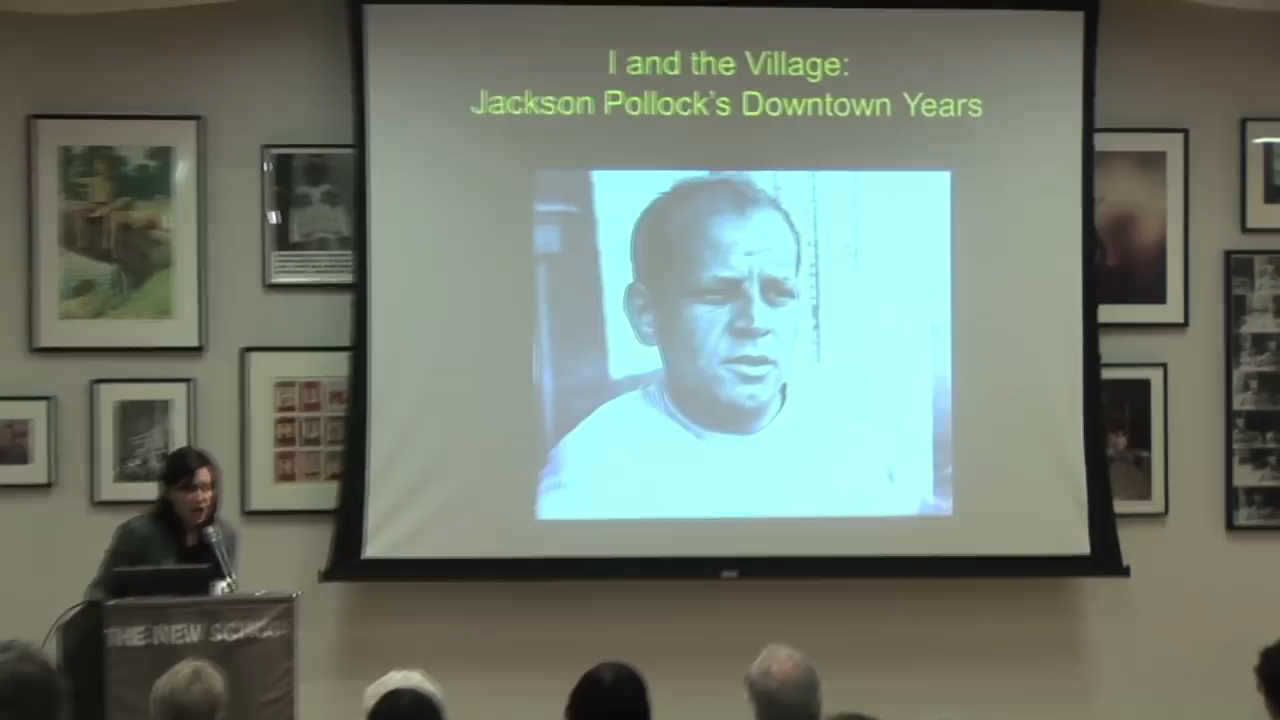 I and the Village:
Jackson Pollock's Downtown Years
THE NEW SCHOOL